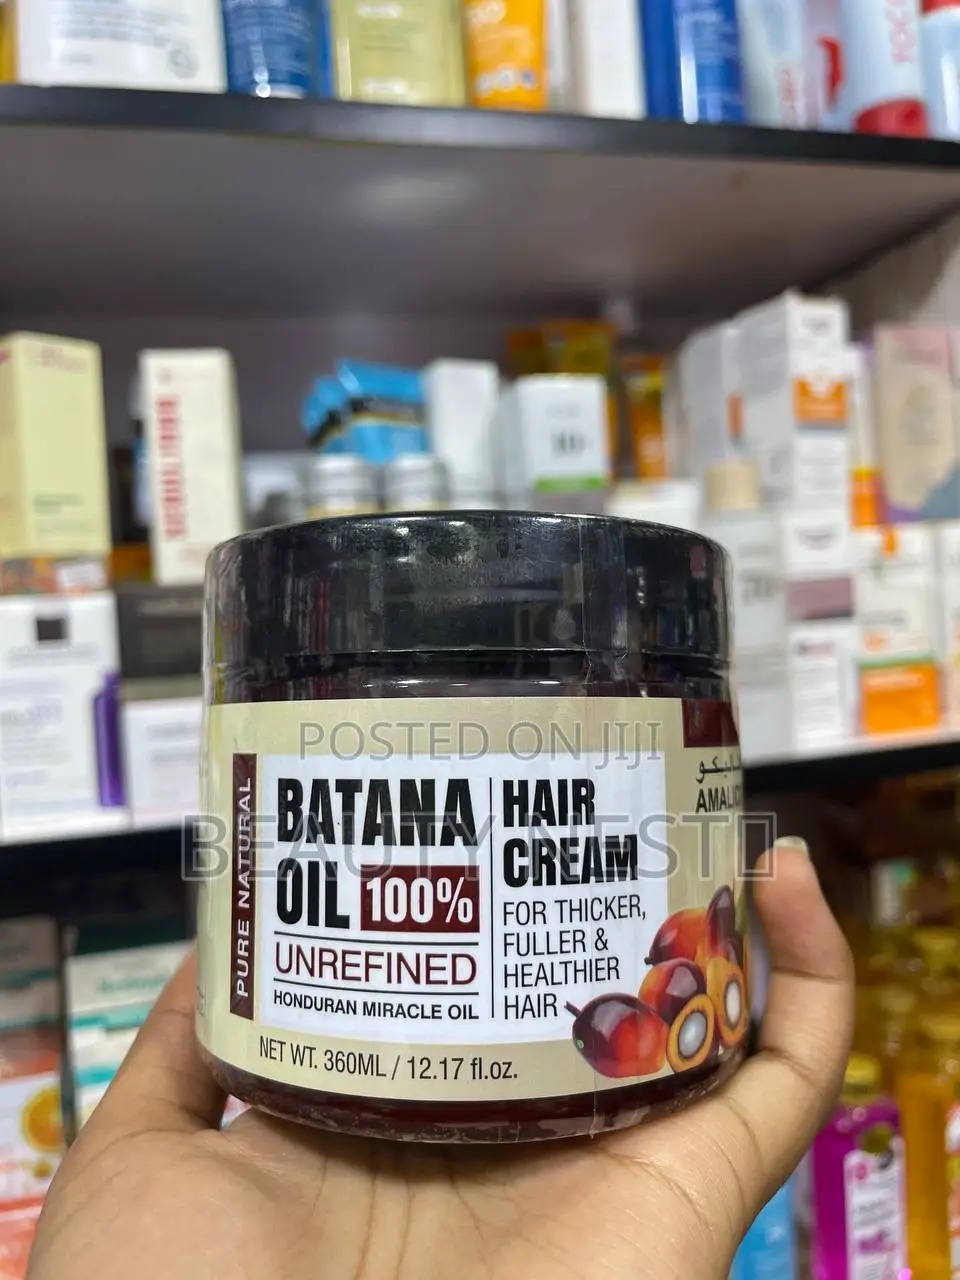 POSTED ON JIJI
BEAUTY NEST
PURE NATURAL
BATANA
OIL 100%
UNREFINED
HONDURAN MIRACLE OIL
HAIR
CREAM
FOR THICKER,
FULLER &
HEALTHIER
HAIR
NET WT. 360ML / 12.17 fl.oz.